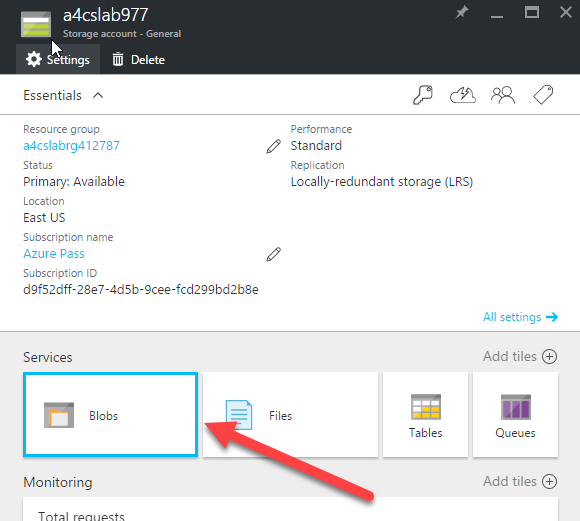 a4cslab977
Storage account - General
Settings Delete
Essentials
Resource group
a4cslabrg412787
Status
Primary: Available
Location
East US
Subscription name
Azure Pass
Subscription ID
d9f52dff-28e7-4d5b-9cee-fcd299bd2b8e
Performance
Standard
Replication
Locally-redundant storage (LRS)
All settings
Services Add tiles
Blobs Files Tables Queues
Monitoring Add tiles
Total requests